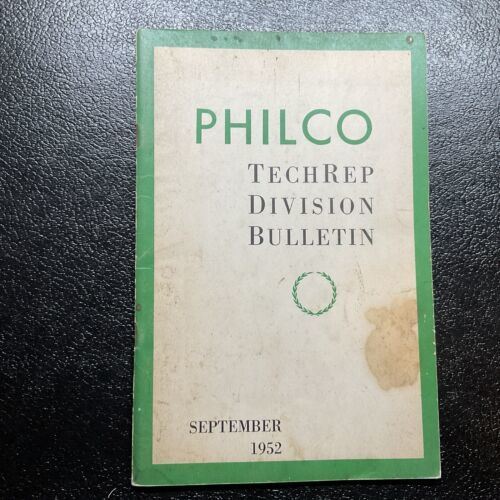 PHILCO
TECHREP
DIVISION
BULLETIN
SEPTEMBER
1952